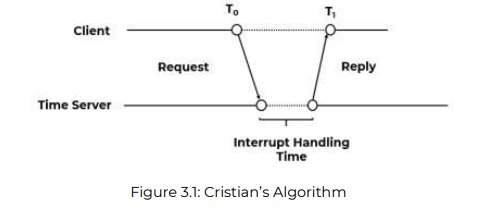 T₀ T₁
Client
Request Reply
Time Server
Interrupt Handling
Time
Figure 3.1: Cristian's Algorithm